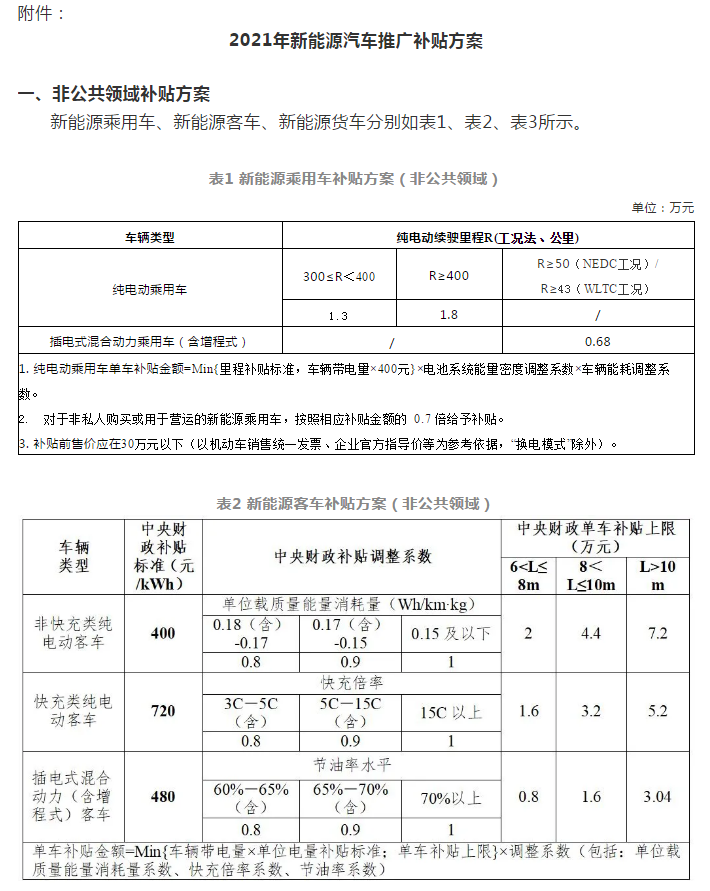 附件：
2021年新能源汽车推广补贴方案
一、非公共领域补贴方案
新能源乘用车、新能源客车、新能源货车分别如表1、表2、表3所示。
表1 新能源乘用车补贴方案（非公共领域）
单位：万元
车辆类型 纯电动续驶里程R(工况法、公里)
纯电动乘用车 300≤R＜400 R≥400 R≥50（NEDC工况）/
R≥43（WLTC工况）
1.3 1.8 /
插电式混合动力乘用车（含增程式） / 0.68
1. 纯电动乘用车单车补贴金额=Min{里程补贴标准，车辆带电量×400元}×电池系统能量密度调整系数×车辆能耗调整系
数。
2. 对于非私人购买或用于营运的新能源乘用车，按照相应补贴金额的 0.7 倍给予补贴。
3. 补贴前售价应在30万元以下（以机动车销售统一发票、企业官方指导价等为参考依据，“换电模式”除外）。
表2 新能源客车补贴方案（非公共领域）
车辆
类型
中央财
政补贴
标准（元
/kWh）
中央财政补贴调整系数
中央财政单车补贴上限
（万元）
6<L≤
8m
8＜
L≤10m
L>10
m
非快充类纯
电动客车
400
单位载质量能量消耗量（Wh/km·kg）
0.18（含）
-0.17
0.17（含）
-0.15
0.15 及以下
0.8 0.9 1
2 4.4 7.2
快充类纯电
动客车
720
快充倍率
3C－5C
（含）
5C－15C
（含）
15C 以上
0.8 0.9 1
1.6 3.2 5.2
插电式混合
动力（含增
程式）客车
480
节油率水平
60%－65%
（含）
65%－70%
（含）
70%以上
0.8 0.9 1
0.8 1.6 3.04
单车补贴金额=Min{车辆带电量×单位电量补贴标准；单车补贴上限}×调整系数（包括：单位载
质量能量消耗量系数、快充倍率系数、节油率系数）